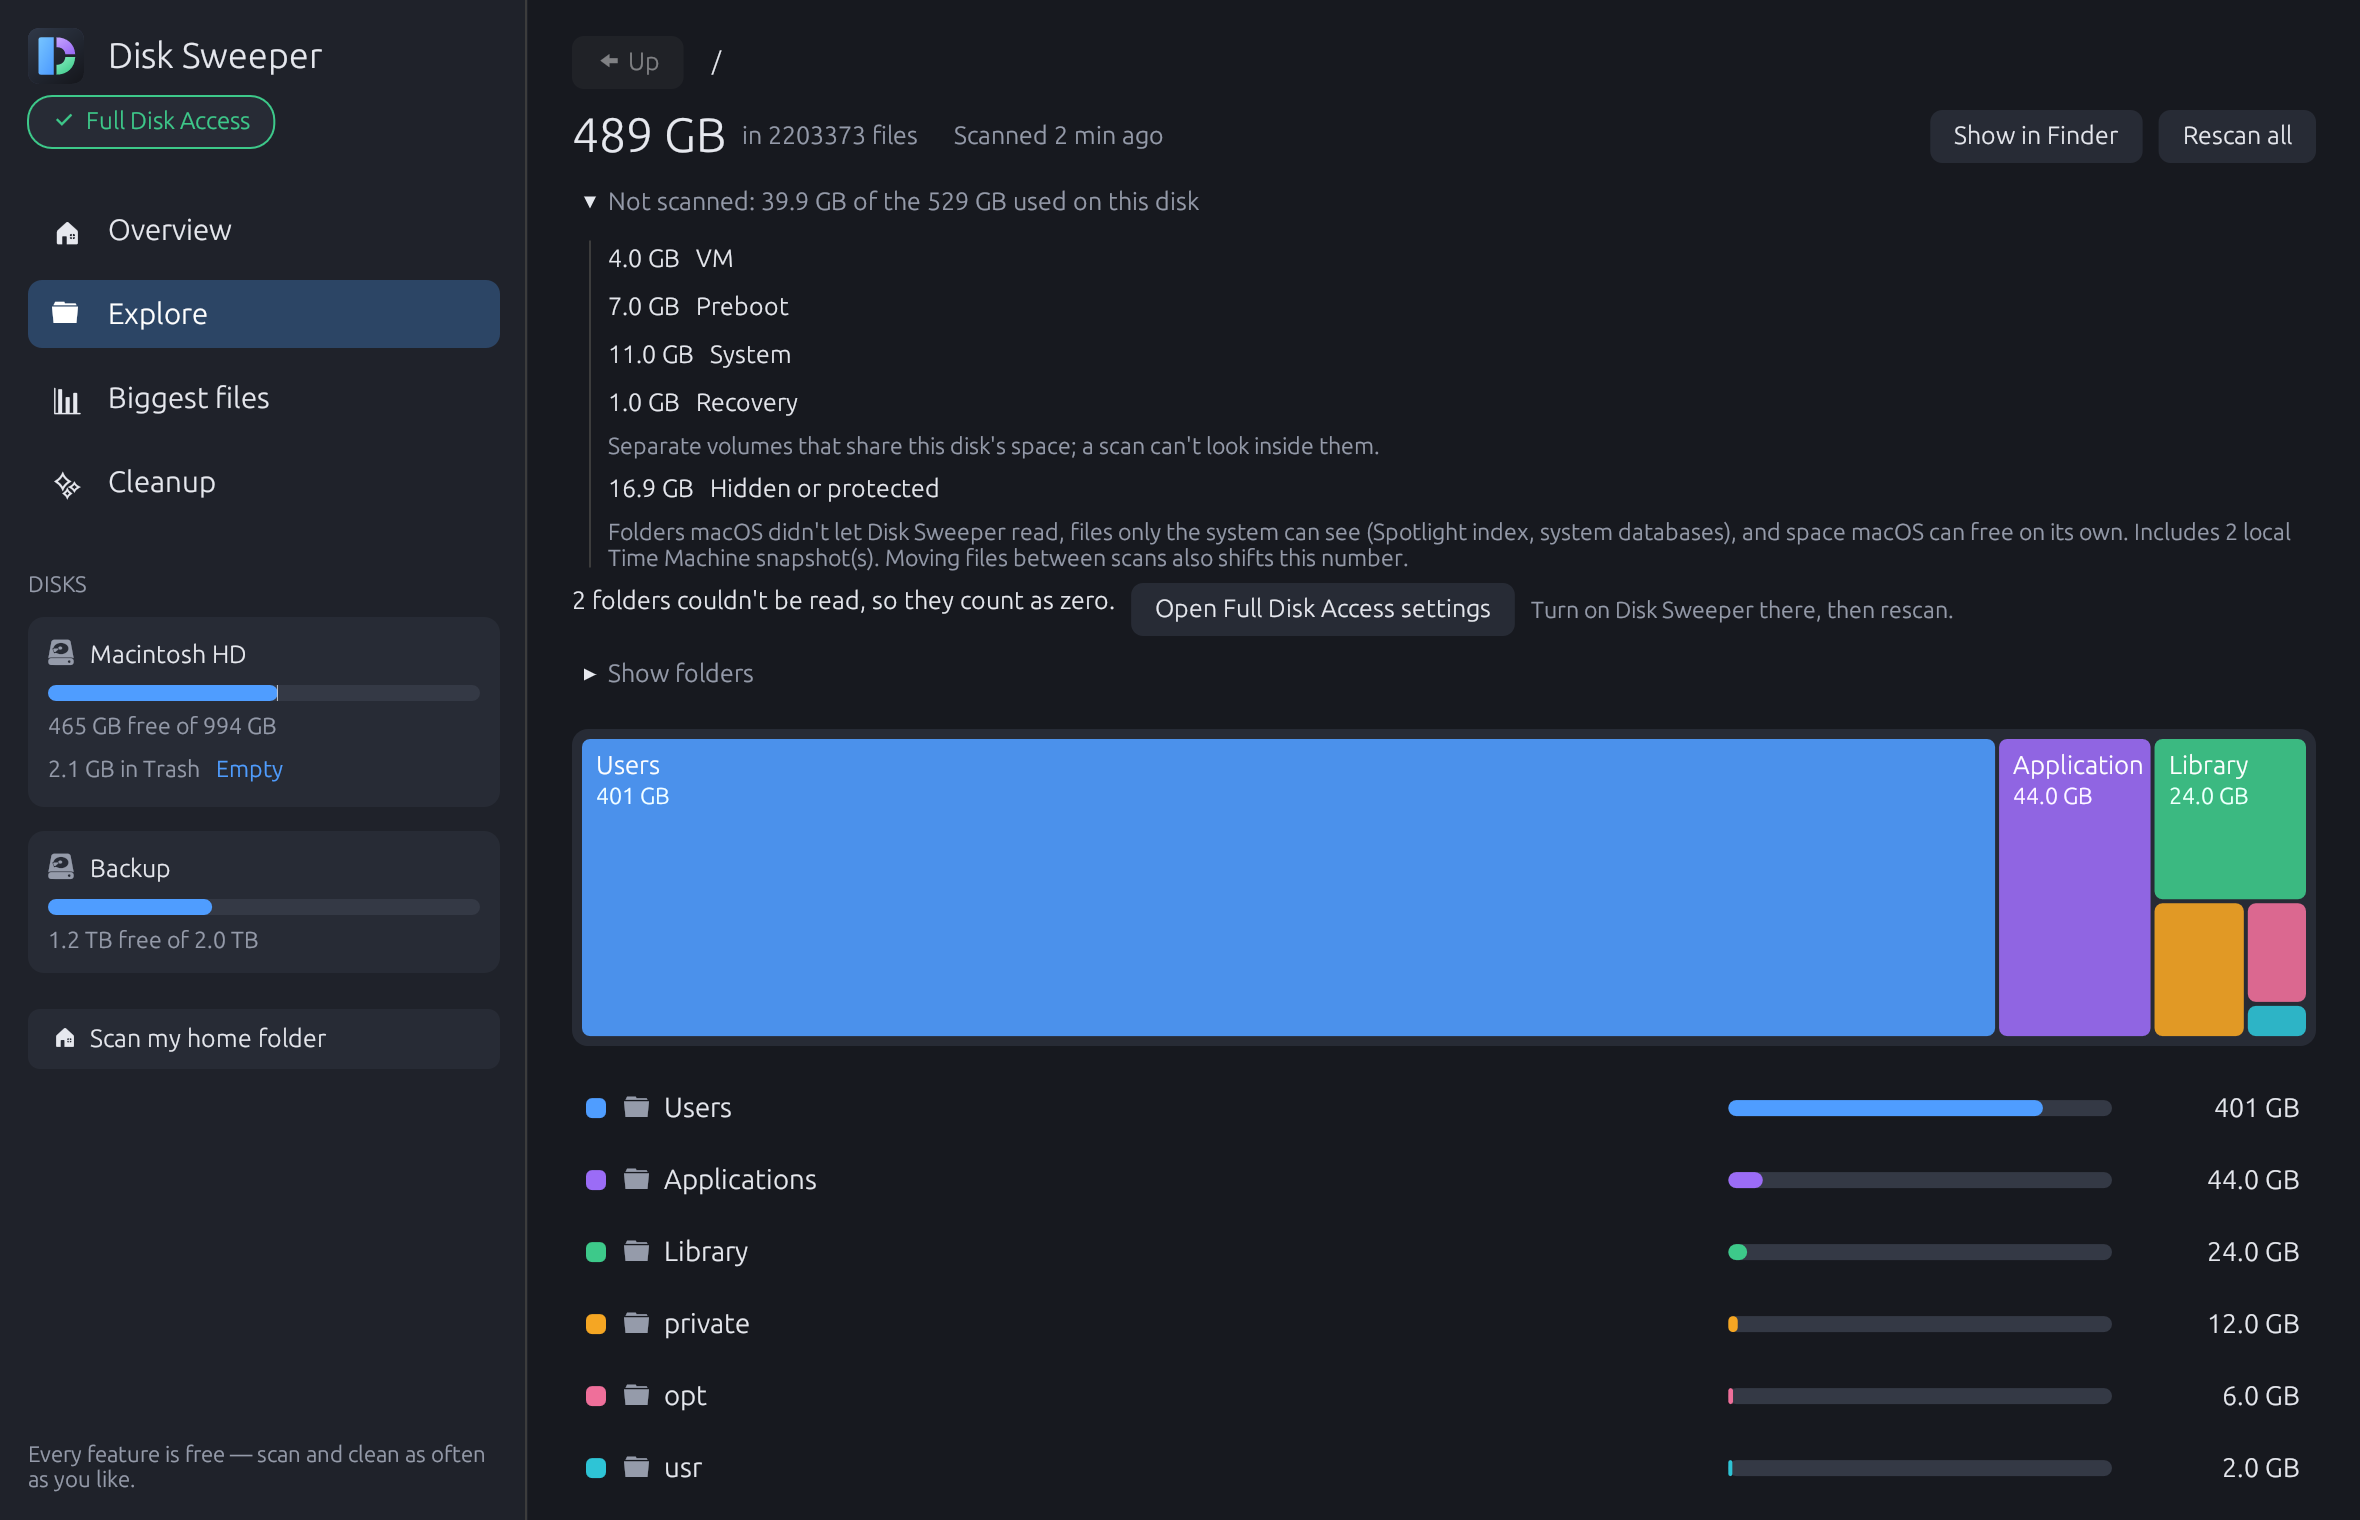 Disk Sweeper
Full Disk Access
Overview
Explore
Biggest files
Cleanup
DISKS
Macintosh HD
465 GB free of 994 GB
2.1 GB in Trash Empty
Backup
1.2 TB free of 2.0 TB
Scan my home folder
Every feature is free — scan and clean as often
as you like.
Up /
489 GB in 2203373 files Scanned 2 min ago
Show in Finder Rescan all
Not scanned: 39.9 GB of the 529 GB used on this disk
4.0 GB VM
7.0 GB Preboot
11.0 GB System
1.0 GB Recovery
Separate volumes that share this disk's space; a scan can't look inside them.
16.9 GB Hidden or protected
Folders macOS didn't let Disk Sweeper read, files only the system can see (Spotlight index, system databases), and space macOS can free on its own. Includes 2 local
Time Machine snapshot(s). Moving files between scans also shifts this number.
2 folders couldn't be read, so they count as zero. Open Full Disk Access settings Turn on Disk Sweeper there, then rescan.
Show folders
Users
401 GB
Application
44.0 GB
Library
24.0 GB
Users 401 GB
Applications 44.0 GB
Library 24.0 GB
private 12.0 GB
opt 6.0 GB
usr 2.0 GB